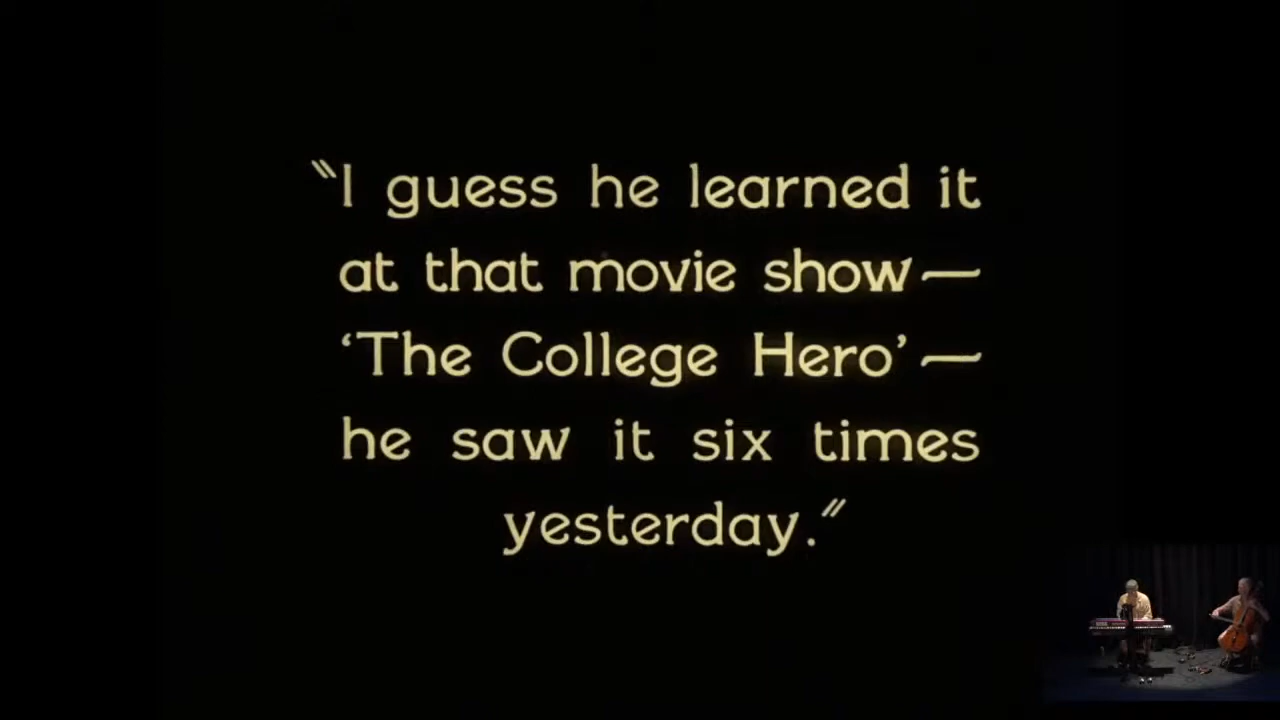 “I guess he learned it
at that movie show—
‘The College Hero’—
he saw it six times
yesterday.”